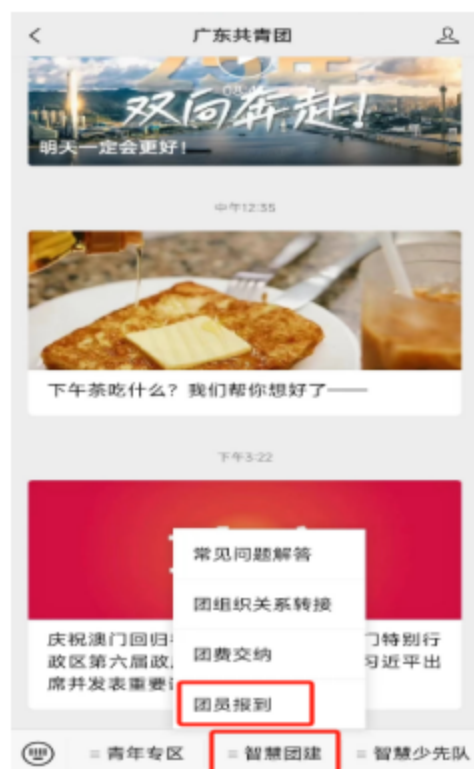 广东共青团
双向奔赴!
明天一定会更好!
中午12:35
下午茶吃什么? 我们帮你想好了——
下午3:22
常见问题解答
团组织关系转接
团费交纳
团员报到
庆祝澳门回归
门特别行
政区第六届政
习近平出
席并发表重要
青年专区
智慧团建
智慧少先队